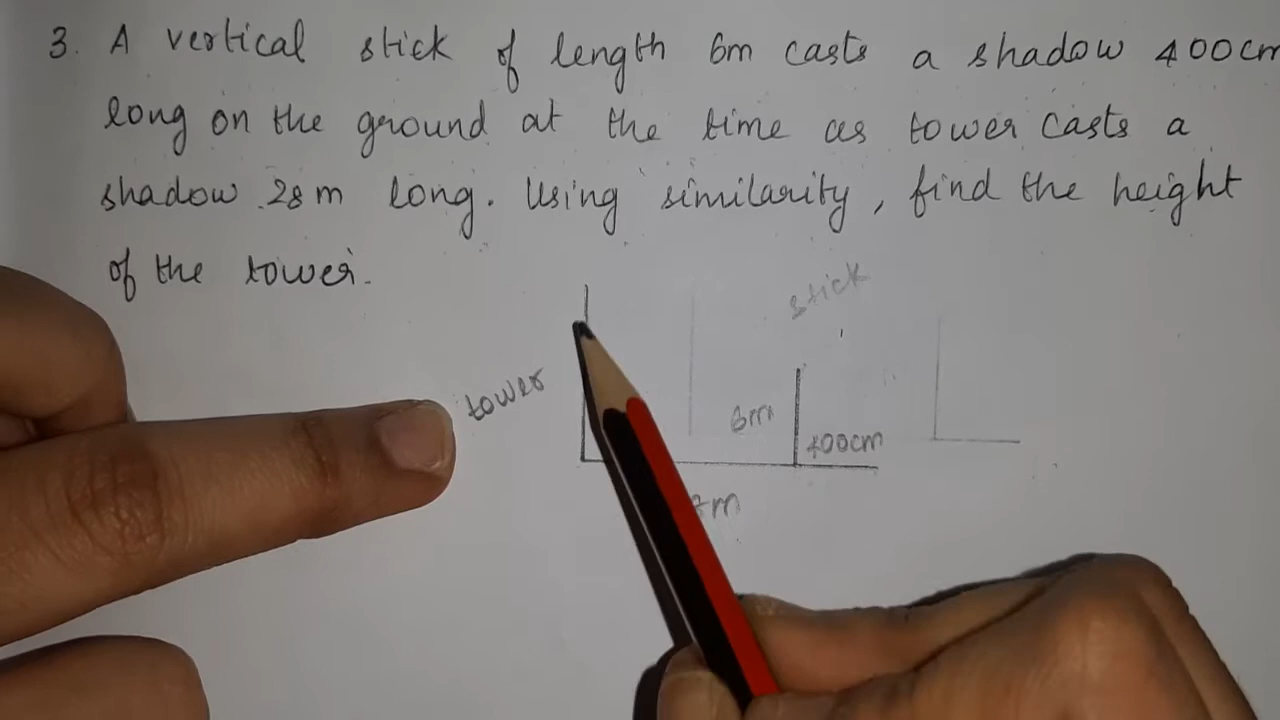 3. A vertical stick of length 6m casts a shadow 400cm
long on the ground at the time as tower casts a
shadow 28m long. Using similarity, find the height
of the tower.
stick
tower
6m
400cm